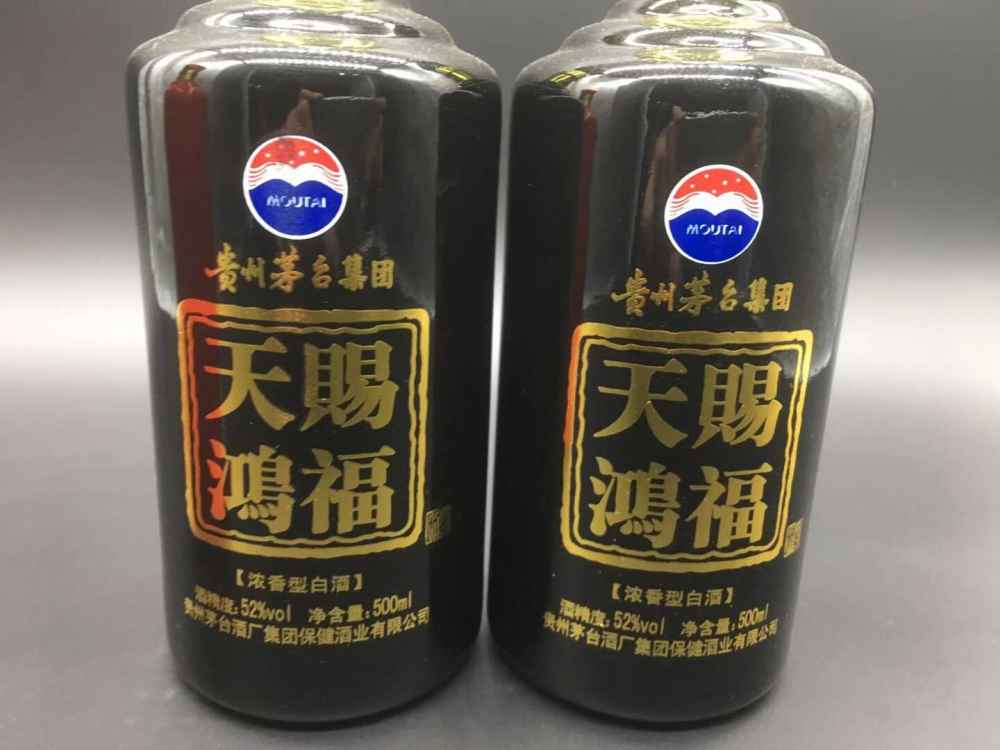 MOUTAI
貴州茅台集团
天賜
鴻福
【浓香型白酒】
酒精度:52%vol 净含量:500ml
贵州茅台酒厂集团保健酒业有限公司
MOUTAI
貴州茅台集团
天賜
鴻福
【浓香型白酒】
酒精度:52%vol 净含量:500ml
贵州茅台酒厂集团保健酒业有限公司